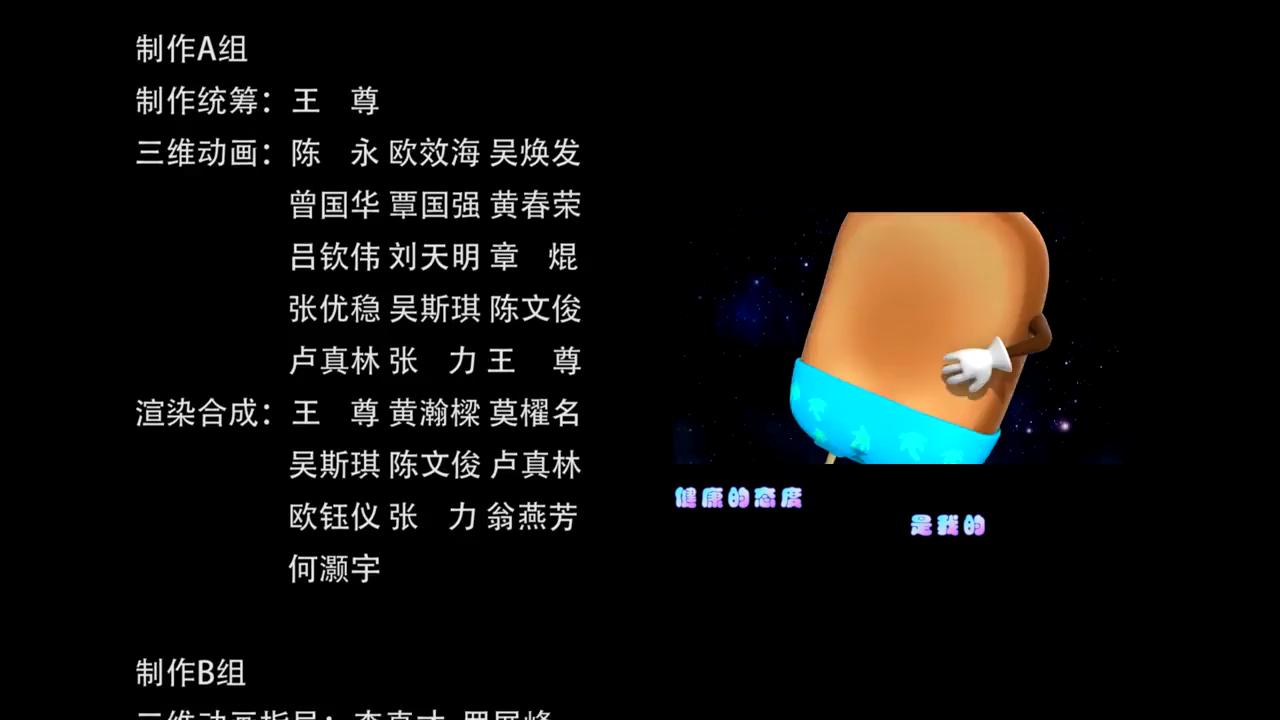 制作A组
制作统筹：王　尊
三维动画：陈　永 欧效海 吴焕发
曾国华 覃国强 黄春荣
吕钦伟 刘天明 章　焜
张优稳 吴斯琪 陈文俊
卢真林 张　力 王　尊
渲染合成：王　尊 黄瀚樑 莫櫂名
吴斯琪 陈文俊 卢真林
欧钰仪 张　力 翁燕芳
何灏宇
健康的态度
是我的
制作B组